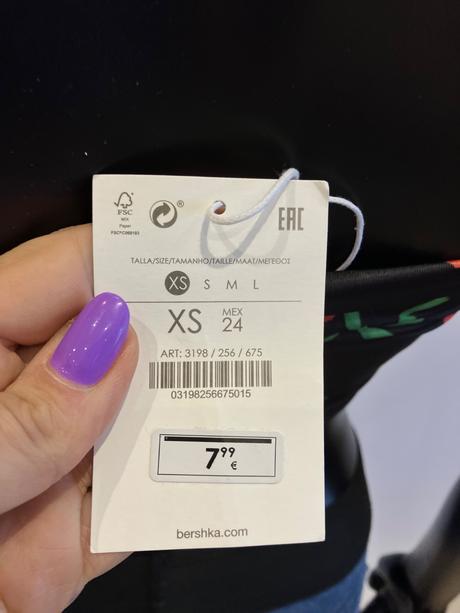 FSC
MIX
Paper
®
EAC
TALLA/SIZE/TAMANHO/TAILLE/MAAT/ΜΕΓΕΘΟΣ
XS S M L
XS MEX 24
ART: 3198 / 256 / 675
03198256675015
7,99 €
bershka.com